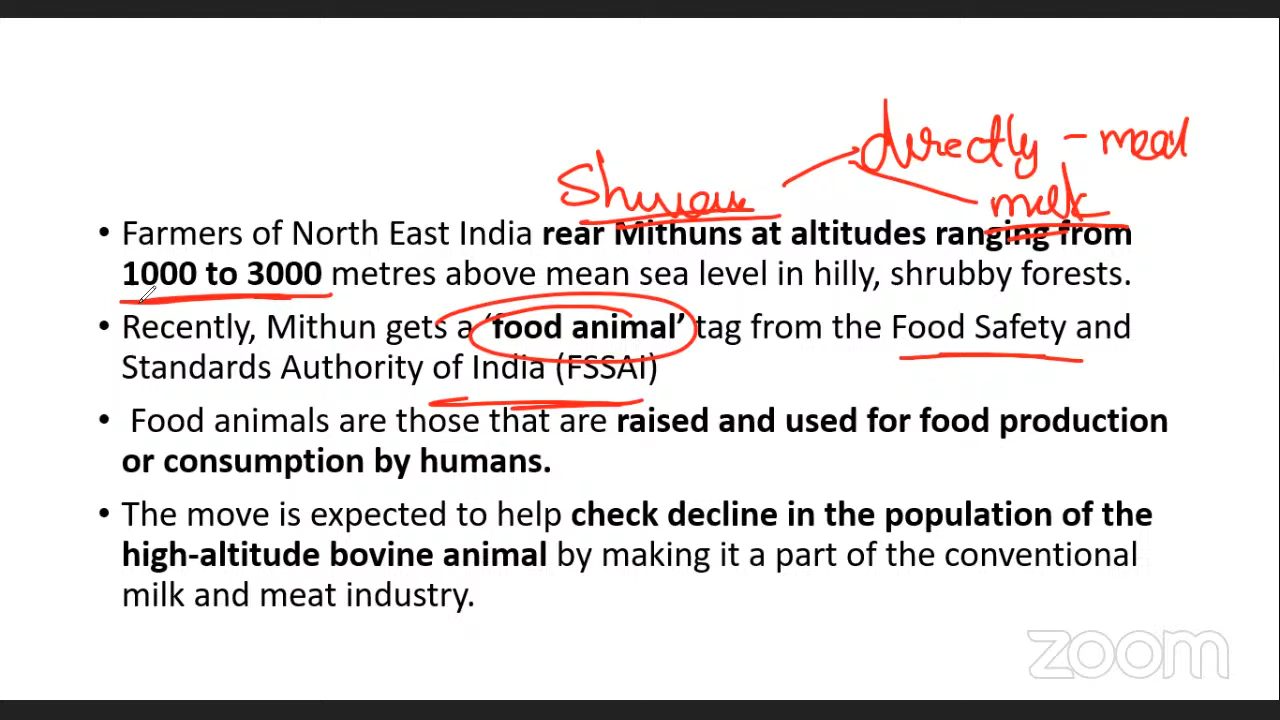 directly - meat
milk
• Farmers of North East India rear Mithuns at altitudes ranging from
1000 to 3000 metres above mean sea level in hilly, shrubby forests.
• Recently, Mithun gets a ‘food animal’ tag from the Food Safety and
Standards Authority of India (FSSAI)
• Food animals are those that are raised and used for food production
or consumption by humans.
• The move is expected to help check decline in the population of the
high-altitude bovine animal by making it a part of the conventional
milk and meat industry.
zoom